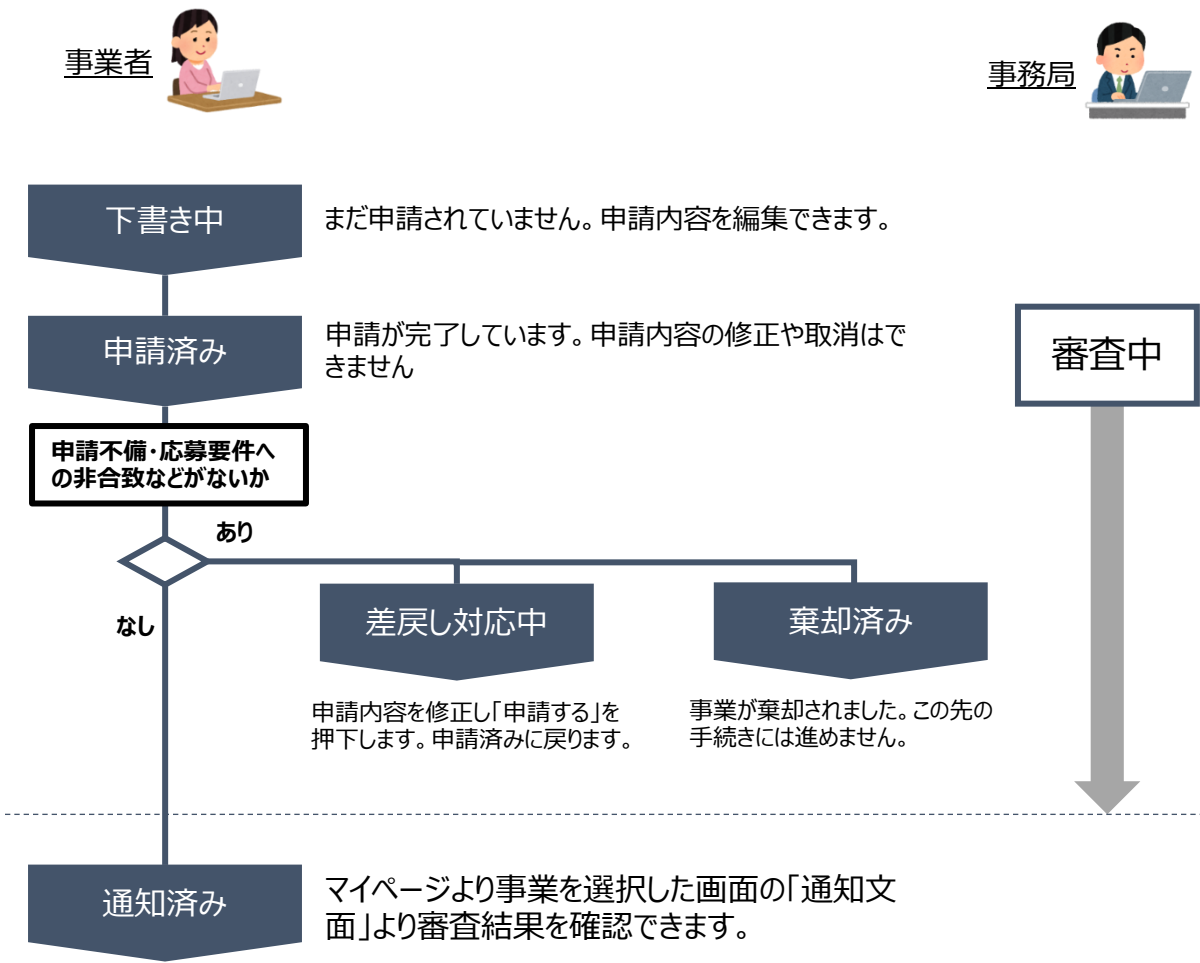 事業者
事務局
下書き中
まだ申請されていません。申請内容を編集できます。
申請済み
申請が完了しています。申請内容の修正や取消はで
きません
審査中
申請不備・応募要件へ
の非合致などがないか
あり
なし
差戻し対応中
棄却済み
申請内容を修正し「申請する」を
押下します。申請済みに戻ります。
事業が棄却されました。この先の
手続きには進めません。
通知済み
マイページより事業を選択した画面の「通知文
面」より審査結果を確認できます。